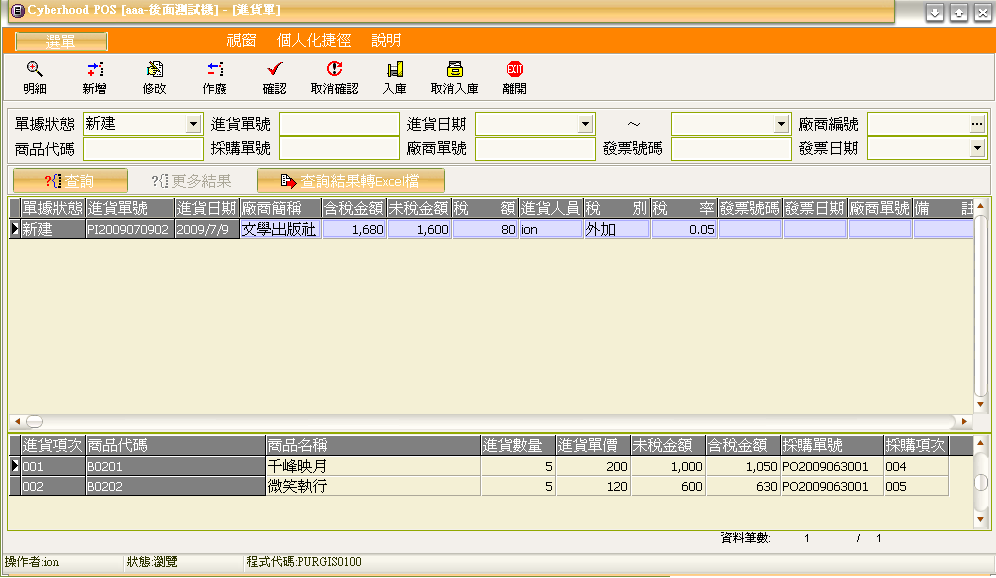 Cyberhood POS [aaa-後面測試機] - [進貨單]
選單 視窗 個人化捷徑 說明
明細 新增 修改 作廢 確認 取消確認 入庫 取消入庫 離開
EXIT
單據狀態 新建 進貨單號 進貨日期 ～ 廠商編號 ...
商品代碼 採購單號 廠商單號 發票號碼 發票日期
查詢 更多結果 查詢結果轉Excel檔
單據狀態 進貨單號 進貨日期 廠商簡稱 含稅金額 未稅金額 稅 額 進貨人員 稅 別 稅 率 發票號碼 發票日期 廠商單號 備 註
新建 PI2009070902 2009/7/9 文學出版社 1,680 1,600 80 ion 外加 0.05
進貨項次 商品代碼 商品名稱 進貨數量 進貨單價 未稅金額 含稅金額 採購單號 採購項次
001 B0201 千峰映月 5 200 1,000 1,050 PO2009063001 004
002 B0202 微笑執行 5 120 600 630 PO2009063001 005
資料筆數: 1 / 1
操作者:ion 狀態:瀏覽 程式代碼:PURGIS0100